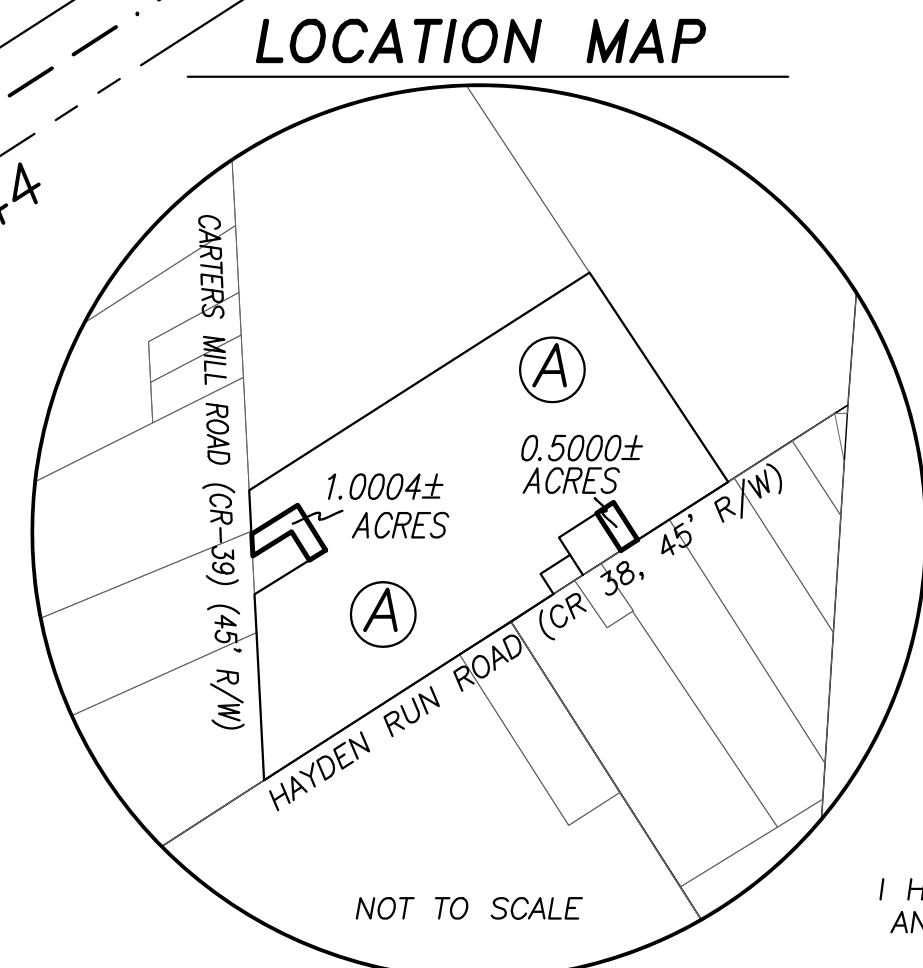 LOCATION MAP
44
CARTERS MILL ROAD (CR-39) (45' R/W)
A
0.5000±
ACRES
1.0004±
ACRES
A
HAYDEN RUN ROAD (CR 38, 45' R/W)
NOT TO SCALE
I H
AN